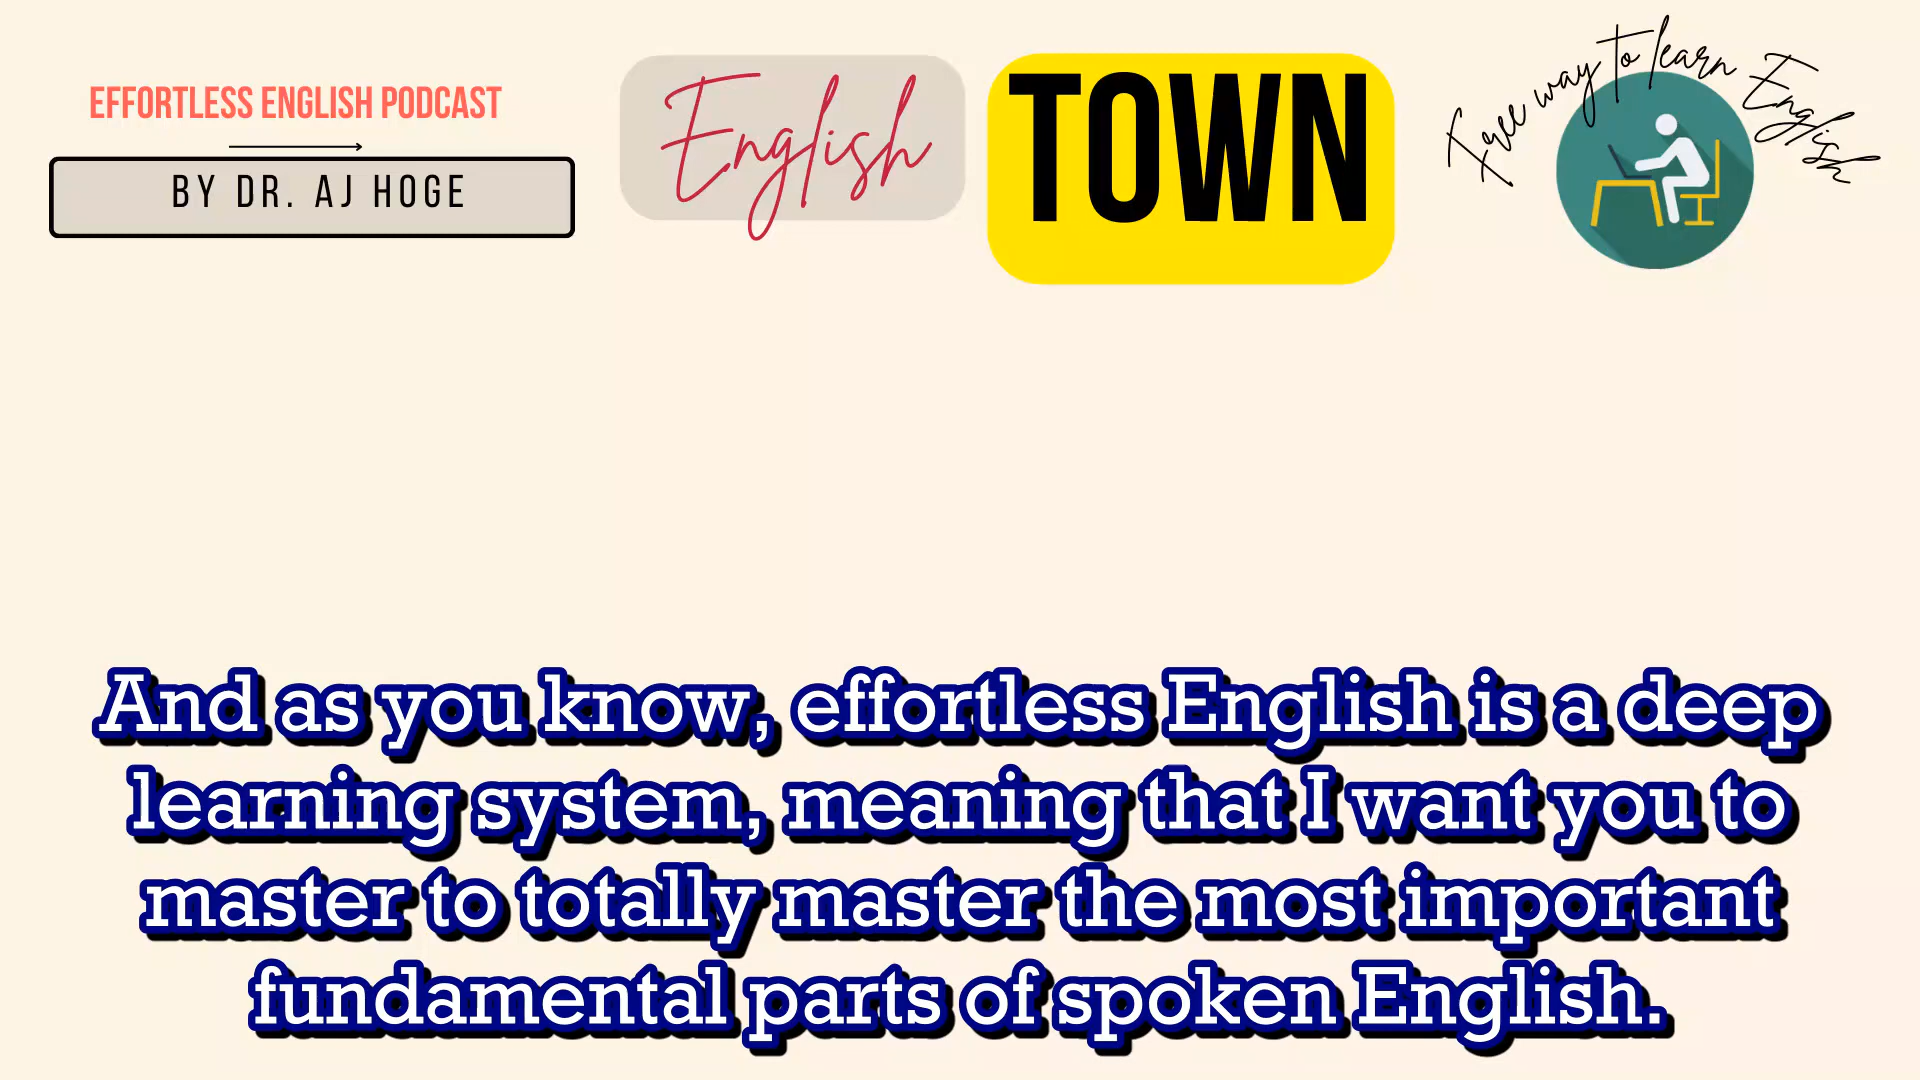 EFFORTLESS ENGLISH PODCAST
BY DR. AJ HOGE
English
TOWN
Free way to learn English
And as you know, effortless English is a deep
learning system, meaning that I want you to
master to totally master the most important
fundamental parts of spoken English.